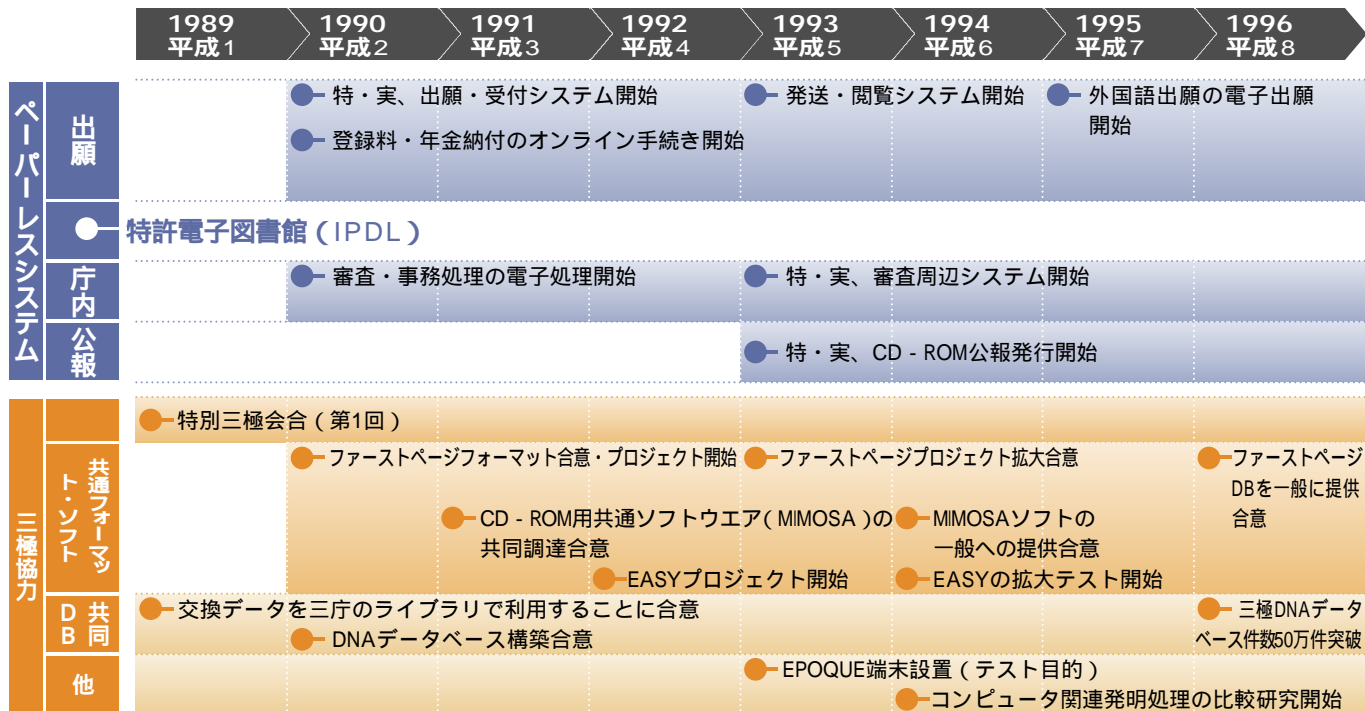 1989 1990 1991 1992 1993 1994 1995 1996
平成1 平成2 平成3 平成4 平成5 平成6 平成7 平成8
ペーパーレスシステム
出願
特・実、出願・受付システム開始
発送・閲覧システム開始
外国語出願の電子出願
開始
登録料・年金納付のオンライン手続き開始
特許電子図書館(IPDL)
庁内
審査・事務処理の電子処理開始
特・実、審査周辺システム開始
公報
特・実、CD-ROM公報発行開始
三極協力
特別三極会合(第1回)
共通フォーマッ
ト・ソフト
ファーストページフォーマット合意・プロジェクト開始
ファーストページプロジェクト拡大合意
ファーストページ
DBを一般に提供
合意
CD-ROM用共通ソフトウエア(MIMOSA)の
共同調達合意
MIMOSAソフトの
一般への提供合意
EASYプロジェクト開始
EASYの拡大テスト開始
共同
DB
交換データを三庁のライブラリで利用することに合意
三極DNAデータ
ベース件数50万件突破
DNAデータベース構築合意
他
EPOQUE端末設置(テスト目的)
コンピュータ関連発明処理の比較研究開始